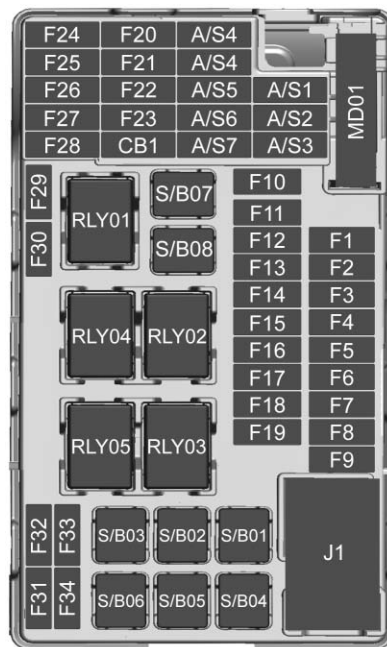 F24 F20 A/S4
F25 F21 A/S4
F26 F22 A/S5 A/S1
F27 F23 A/S6 A/S2
F28 CB1 A/S7 A/S3
MD01
F29
F30
RLY01
S/B07
S/B08
F10
F11
F12 F1
F13 F2
F14 F3
F15 F4
F16 F5
F17 F6
F18 F7
F19 F8
F9
RLY04 RLY02
RLY05 RLY03
F32 F33
F31 F34
S/B03 S/B02 S/B01
S/B06 S/B05 S/B04
J1